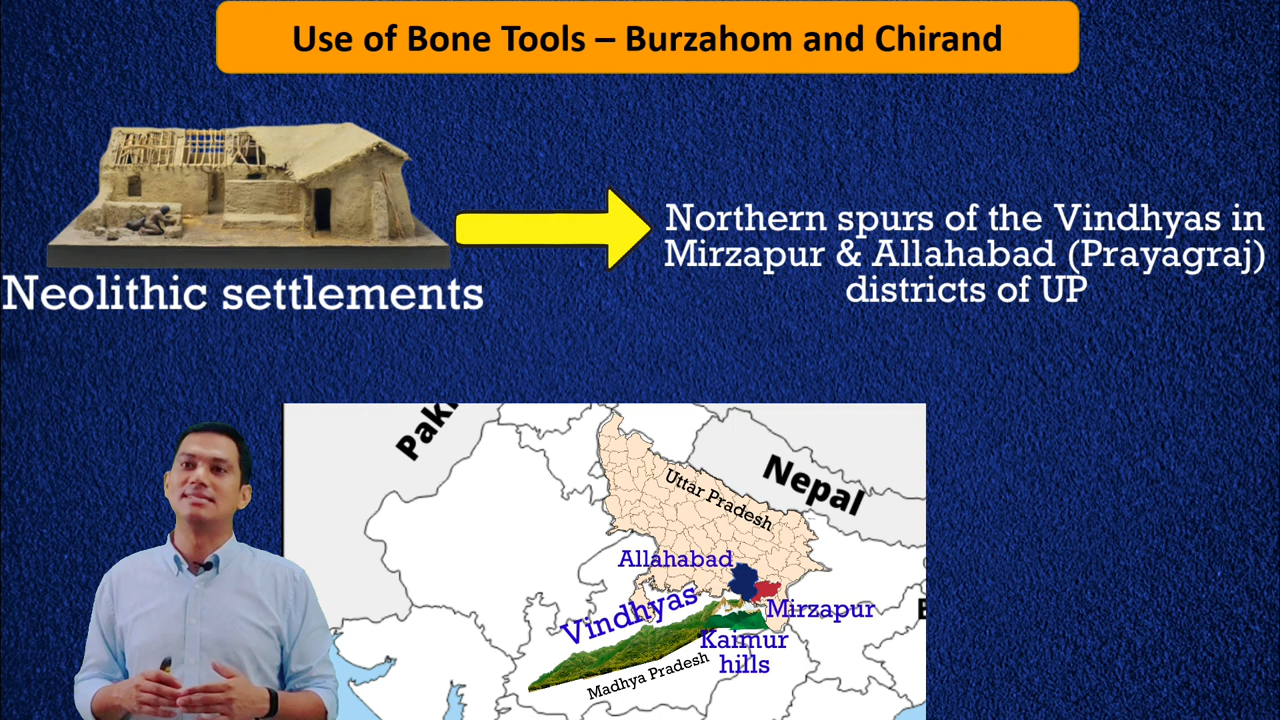 Use of Bone Tools – Burzahom and Chirand
Northern spurs of the Vindhyas in
Mirzapur & Allahabad (Prayagraj)
districts of UP
Neolithic settlements
Nepal
Uttar Pradesh
Allahabad
Vindhyas
Mirzapur
Kaimur
hills
Madhya Pradesh